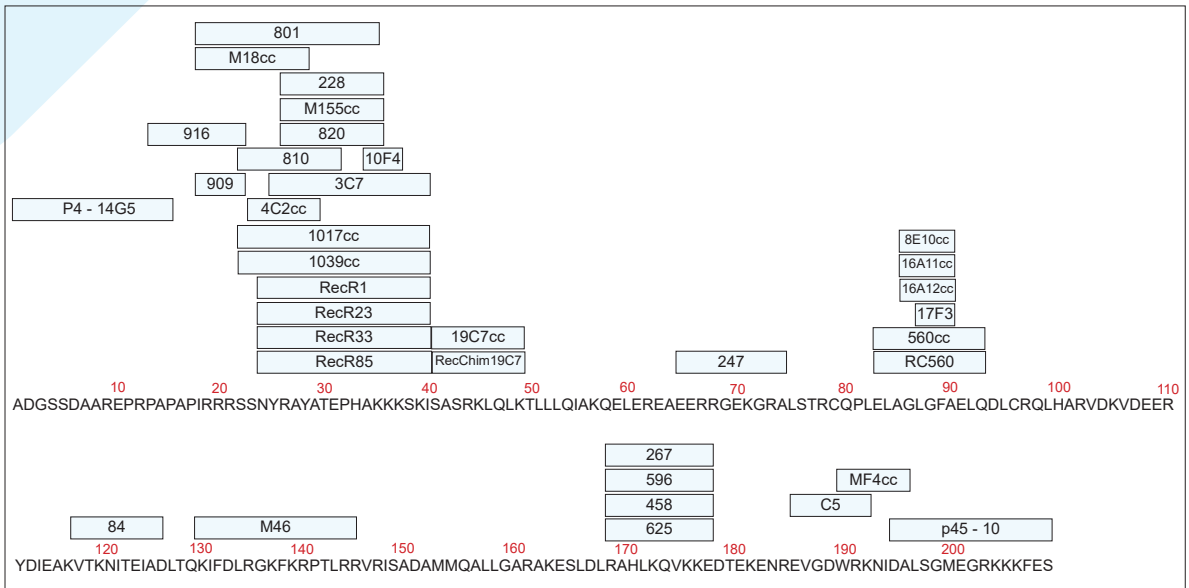 801
M18cc
228
M155cc
916 820
810 10F4
909 3C7
P4 - 14G5 4C2cc
1017cc 8E10cc
1039cc 16A11cc
RecR1 16A12cc
RecR23 17F3
RecR33 19C7cc 560cc
RecR85 RecChim19C7 247 RC560
10 20 30 40 50 60 70 80 90 100 110
ADGSSDAAREPRPAPAPIRRRSSNYRAYATEPHAKKKSKISASRKLQLKTLLLQIAKQELEREAEERRGEKGRALSTRCQPLELAGLGFAELQDLCRQLHARVDKVDEER
267
596 MF4cc
458 C5
84 M46 625 p45 - 10
120 130 140 150 160 170 180 190 200
YDIEAKVTKNITEIADLTQKIFDLRGKFKRPTLRRVRISADAMMQALLGARAKESLDLRAHLKQVKKEDTEKENREVGDWRKNIDALSGMEGRKKKFES